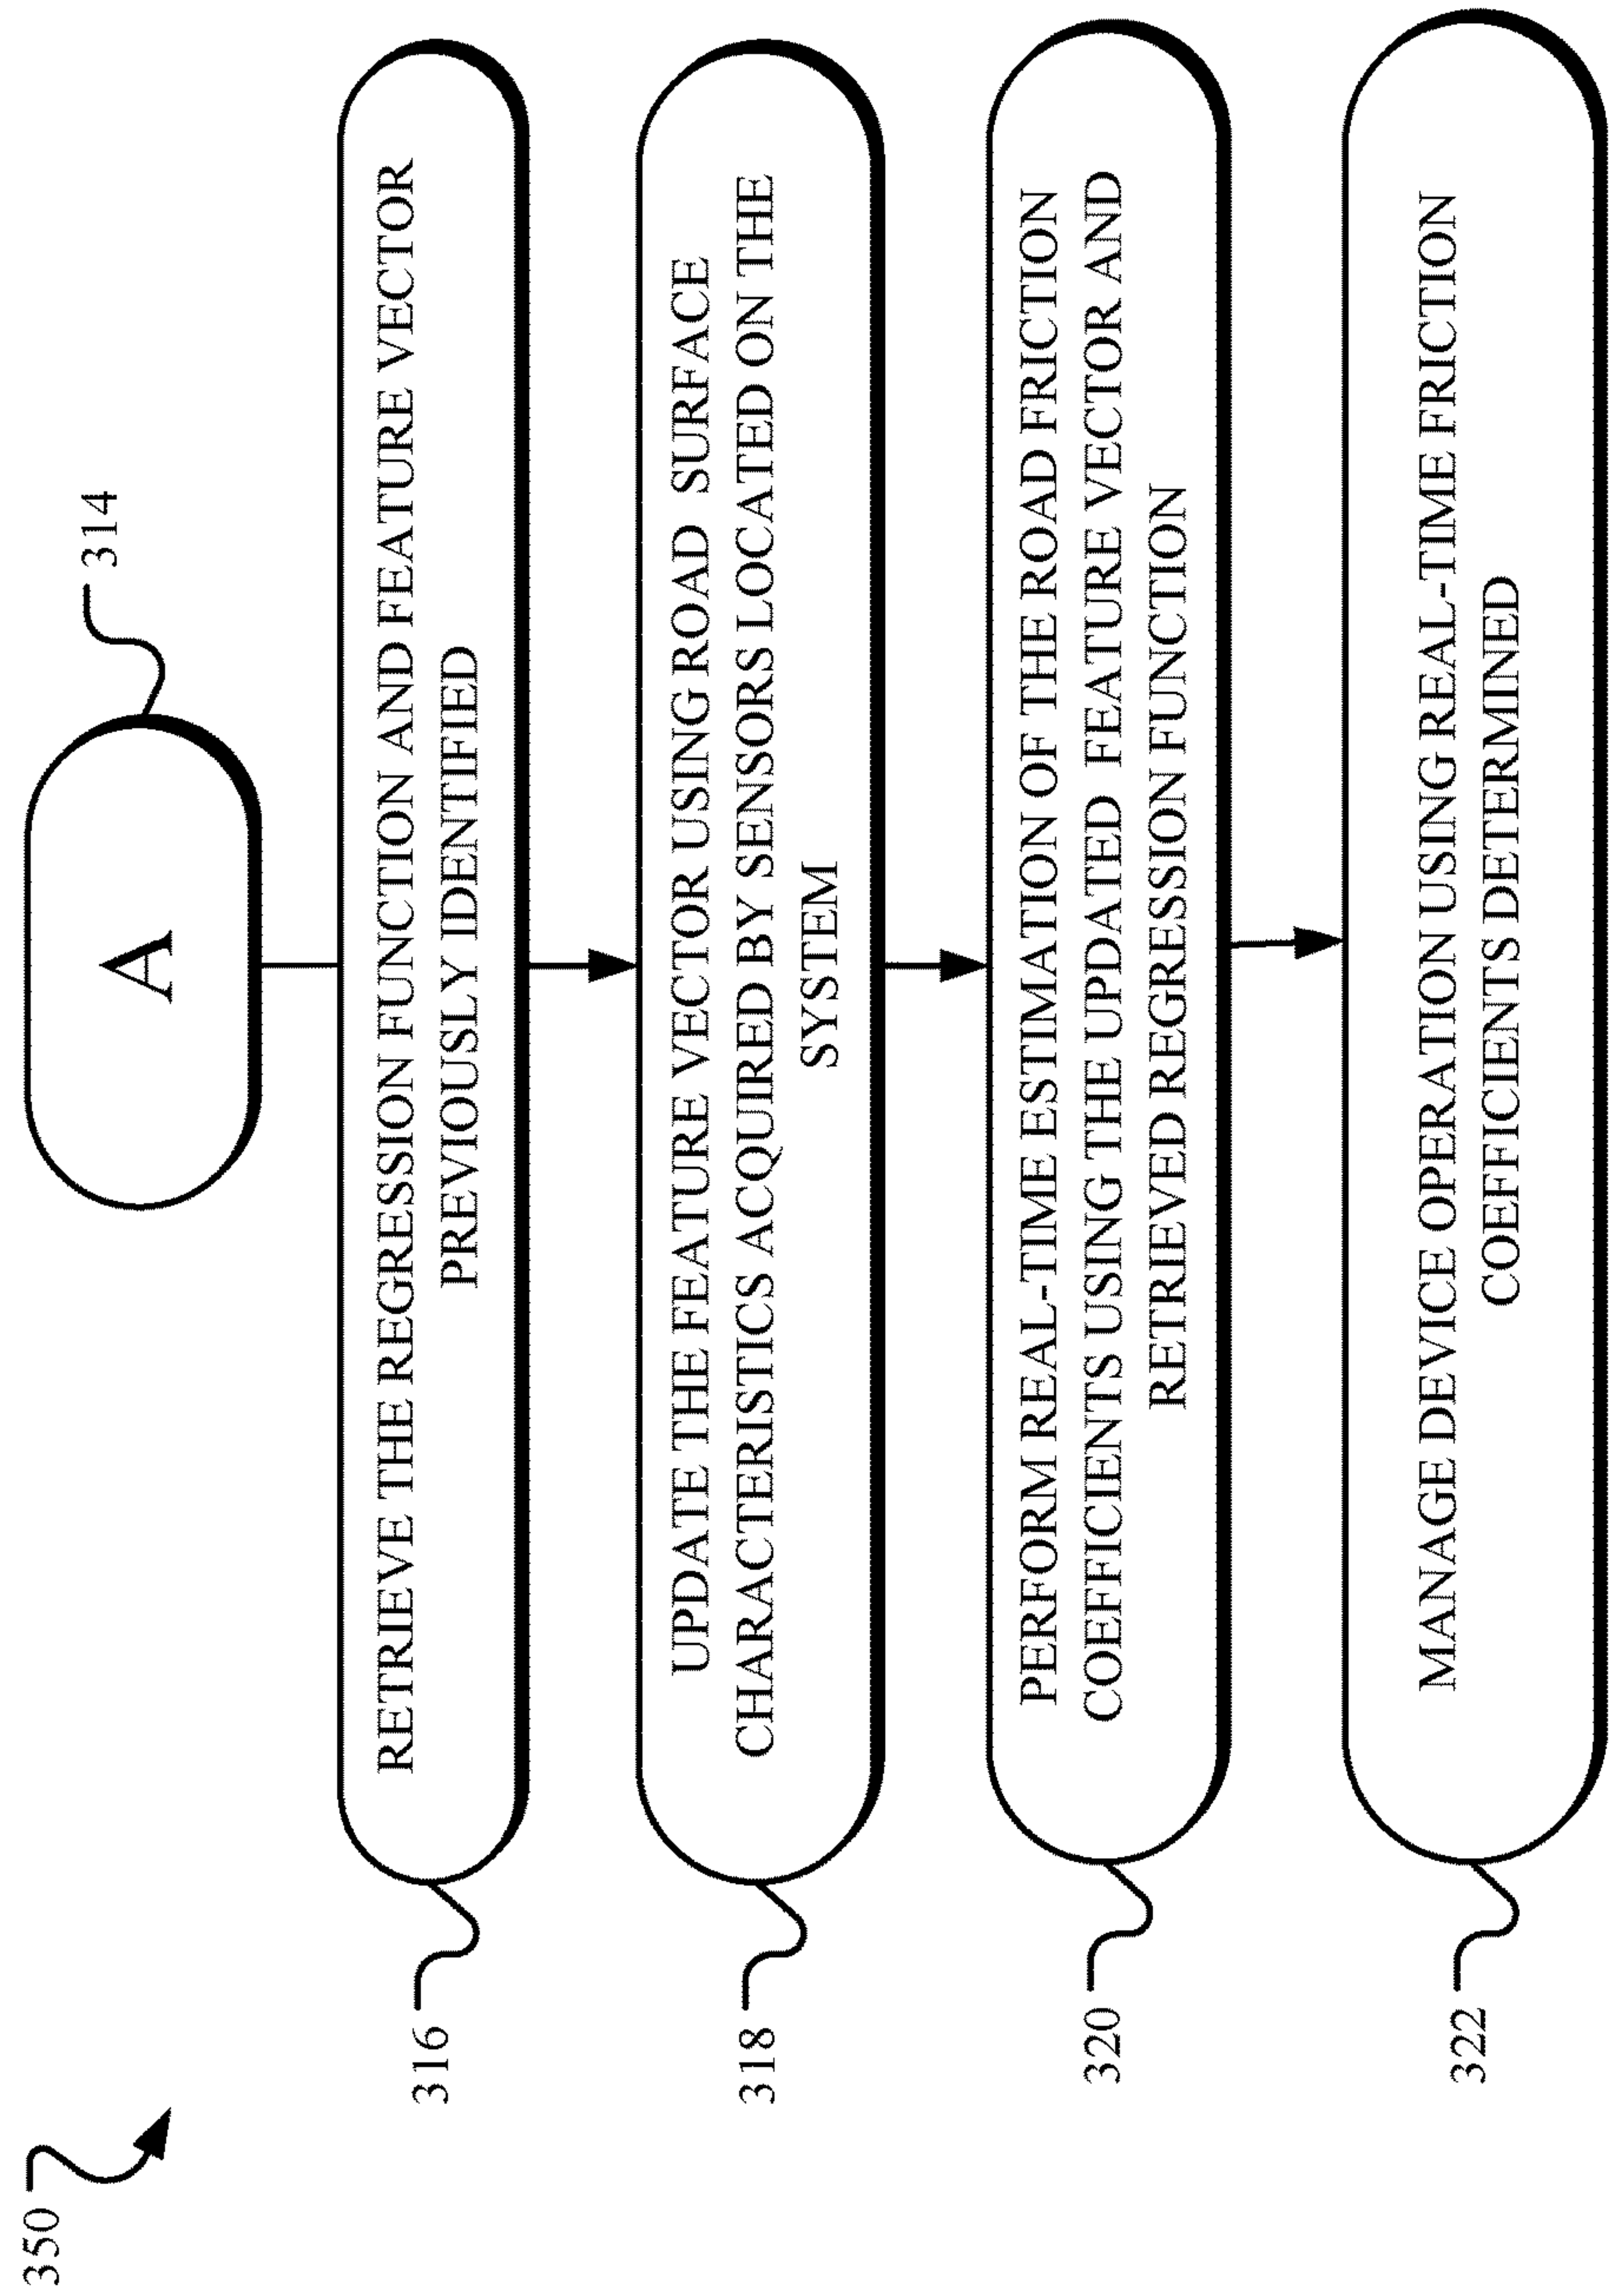 350
A
314
316
RETRIEVE THE REGRESSION FUNCTION AND FEATURE VECTOR
PREVIOUSLY IDENTIFIED
318
UPDATE THE FEATURE VECTOR USING ROAD SURFACE
CHARACTERISTICS ACQUIRED BY SENSORS LOCATED ON THE
SYSTEM
320
PERFORM REAL-TIME ESTIMATION OF THE ROAD FRICTION
COEFFICIENTS USING THE UPDATED FEATURE VECTOR AND
RETRIEVED REGRESSION FUNCTION
322
MANAGE DEVICE OPERATION USING REAL-TIME FRICTION
COEFFICIENTS DETERMINED